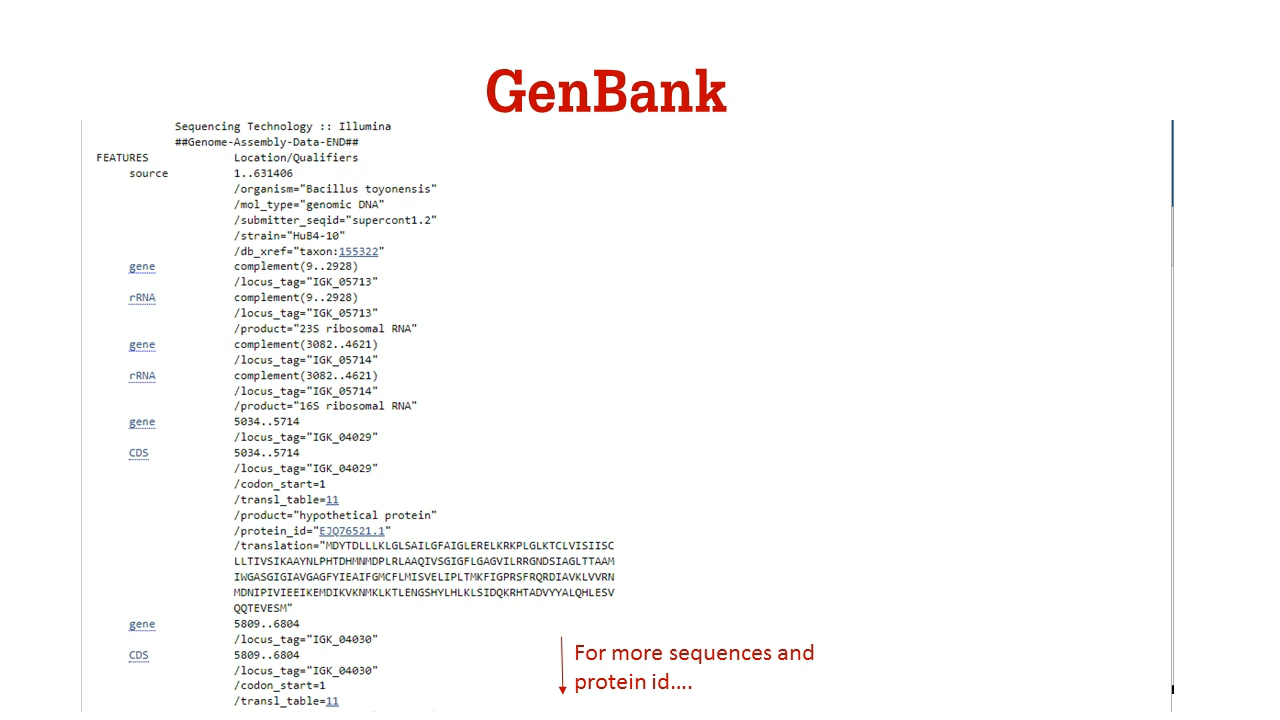 GenBank
Sequencing Technology :: Illumina
##Genome-Assembly-Data-END##
FEATURES Location/Qualifiers
source 1..631406
/organism="Bacillus toyonensis"
/mol_type="genomic DNA"
/submitter_seqid="supercont1.2"
/strain="HuB4-10"
/db_xref="taxon:155322"
gene complement(9..2928)
/locus_tag="IGK_05713"
rRNA complement(9..2928)
/locus_tag="IGK_05713"
/product="23S ribosomal RNA"
gene complement(3082..4621)
/locus_tag="IGK_05714"
rRNA complement(3082..4621)
/locus_tag="IGK_05714"
/product="16S ribosomal RNA"
gene 5034..5714
/locus_tag="IGK_04029"
CDS 5034..5714
/locus_tag="IGK_04029"
/codon_start=1
/transl_table=11
/product="hypothetical protein"
/protein_id="EJQ76521.1"
/translation="MDYTDLLLKLGLSAILGFAIGLERELKRKPLGLKTCLVISIISC
LLTIVSIKAAYNLPHTDHMNMDPLRLAAQIVSGIGFLGAGVILRRGNDSIAGLTTAAM
IWGASGIGIAVGAGFYIEAIFGMCFLMISVELIPLTMKFIGPRSFRQRDIAVKLVVRN
MDNIPIVIEEIKEMDIKVKNMKLKTLENGSHYLHLKLSIDQKRHTADVYYALQHLESV
QQTEVESM"
gene 5809..6804
/locus_tag="IGK_04030"
CDS 5809..6804
/locus_tag="IGK_04030"
/codon_start=1
/transl_table=11
For more sequences and
protein id....